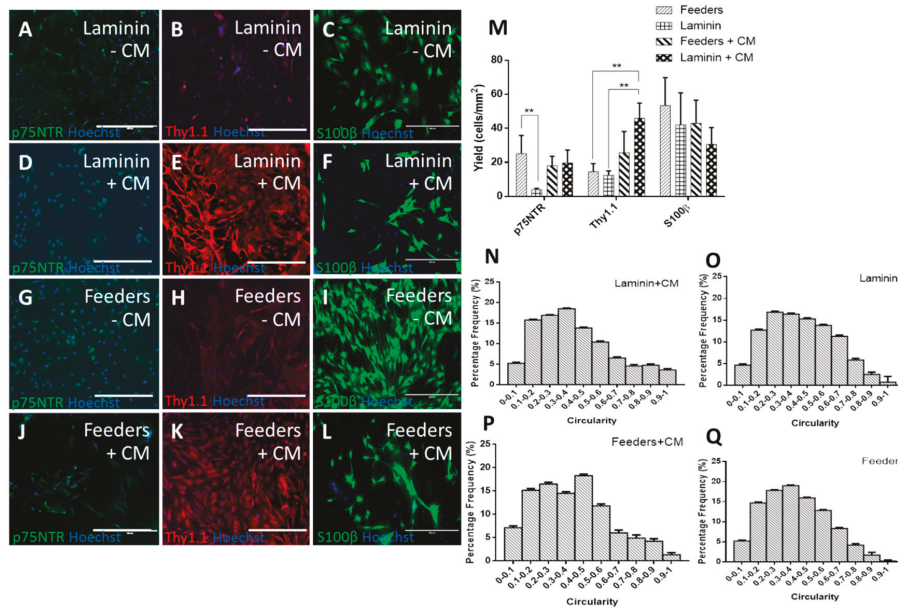 A Laminin
- CM
p75NTR Hoechst
B Laminin
- CM
Thy1.1 Hoechst
C Laminin
- CM
S100β Hoechst
D Laminin
+ CM
p75NTR Hoechst
E Laminin
+ CM
Thy1.1 Hoechst
F Laminin
+ CM
S100β Hoechst
G Feeders
- CM
p75NTR Hoechst
H Feeders
- CM
Thy1.1 Hoechst
I Feeders
- CM
S100β Hoechst
J Feeders
+ CM
p75NTR Hoechst
K Feeders
+ CM
Thy1.1 Hoechst
L Feeders
+ CM
S100β Hoechst
M
Feeders
Laminin
Feeders + CM
Laminin + CM
Yield (cells/mm²)
80
60
40
20
0
**
**
**
p75NTR
Thy1.1
S100β
N
Laminin+CM
Percentage Frequency (%)
25
20
15
10
5
0
0-0.1
0.1-0.2
0.2-0.3
0.3-0.4
0.4-0.5
0.5-0.6
0.6-0.7
0.7-0.8
0.8-0.9
0.9-1
Circularity
O
Laminin
Percentage Frequency (%)
25
20
15
10
5
0
0-0.1
0.1-0.2
0.2-0.3
0.3-0.4
0.4-0.5
0.5-0.6
0.6-0.7
0.7-0.8
0.8-0.9
0.9-1
Circularity
P
Feeders+CM
Percentage Frequency (%)
25
20
15
10
5
0
0-0.1
0.1-0.2
0.2-0.3
0.3-0.4
0.4-0.5
0.5-0.6
0.6-0.7
0.7-0.8
0.8-0.9
0.9-1
Circularity
Q
Feeder
Percentage Frequency (%)
25
20
15
10
5
0
0-0.1
0.1-0.2
0.2-0.3
0.3-0.4
0.4-0.5
0.5-0.6
0.6-0.7
0.7-0.8
0.8-0.9
0.9-1
Circularity